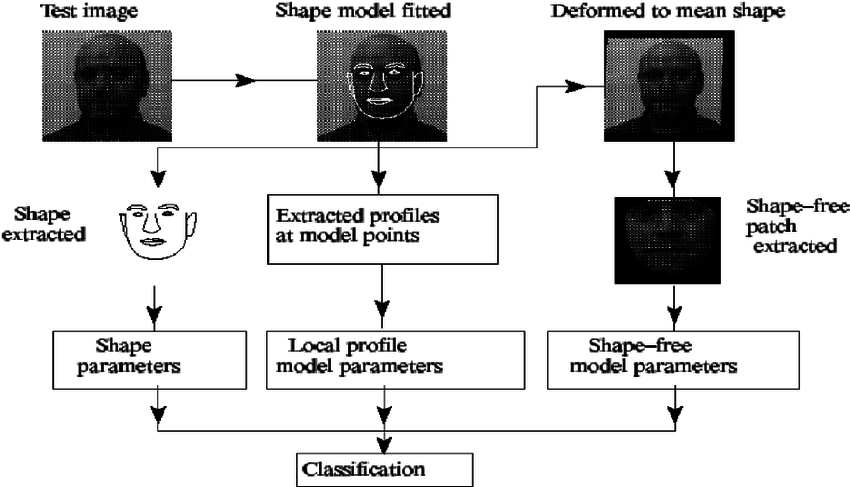 Test image
Shape model fitted
Deformed to mean shape
Shape
extracted
Extracted profiles
at model points
Shape–free
patch
extracted
Shape
parameters
Local profile
model parameters
Shape–free
model parameters
Classification